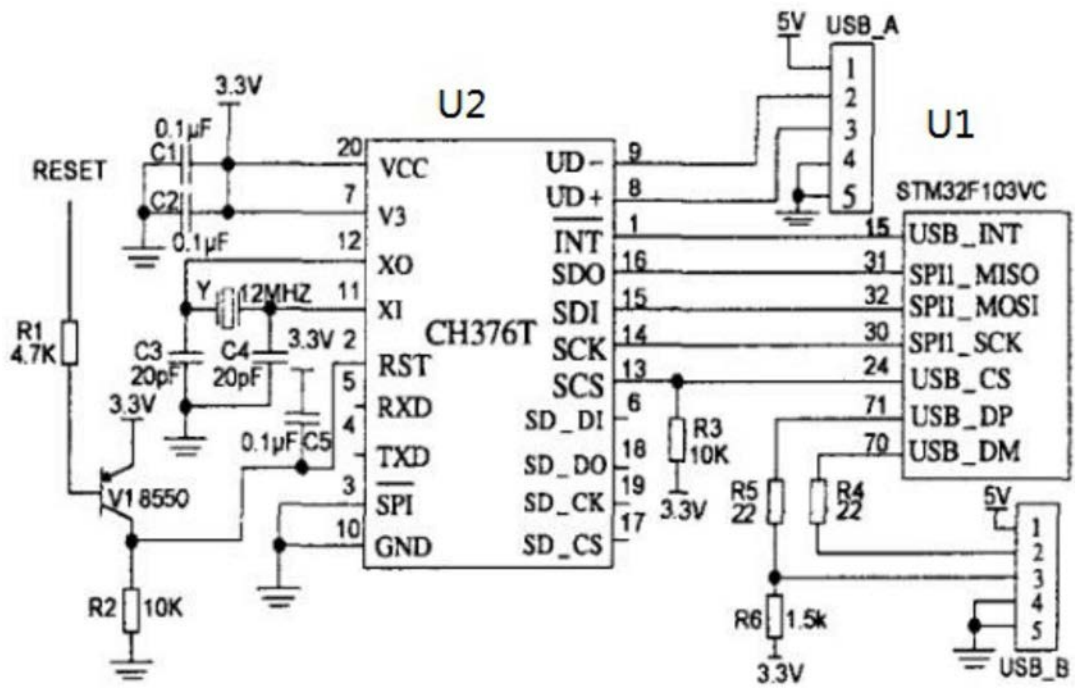 5V USB_A
3.3V
U2
U1
0.1µF
C1
RESET
C2
0.1µF
20 VCC
7 V3
12 XO
11 XI
2 RST
5 RXD
4 TXD
3 SPI
10 GND
CH376T
UD- 9
UD+ 8
INT 1
SDO 16
SDI 15
SCK 14
SCS 13
SD_DI 6
SD_DO 18
SD_CK 19
SD_CS 17
1
2
3
4
5
STM32F103VC
15 USB_INT
31 SPI1_MISO
32 SPI1_MOSI
30 SPI1_SCK
24 USB_CS
71 USB_DP
70 USB_DM
Y 12MHZ
R1
4.7K
C3
20pF
C4
20pF
3.3V
3.3V
0.1µF C5
V1 8550
R2 10K
R3
10K
3.3V
R5
22
R4
22
R6 1.5k
3.3V
5V
1
2
3
4
5
USB_B